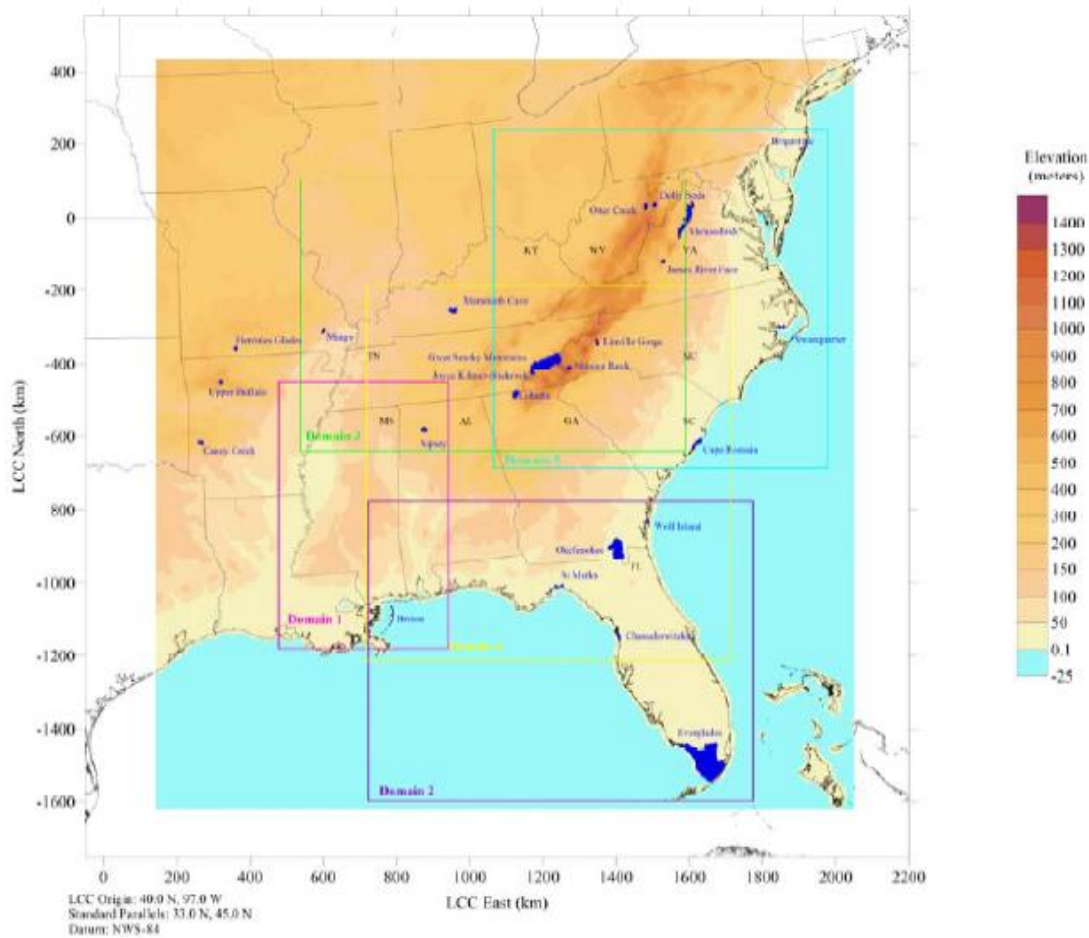 400
200
0
-200
-400
-600
-800
-1000
-1200
-1400
-1600
LCC North (km)
Brigantine
Dolly Sods
Otter Creek
Shenandoah
KY
WV
VA
James River Face
Mammoth Cave
Mingo
Hercules Glades
Swanquarter
Linville Gorge
TN
Great Smoky Mountains
NC
Shining Rock
Joyce Kilmer-Slickrock
Upper Buffalo
Cohutta
MS
AL
GA
SC
Domain 3
Sipsey
Caney Creek
Cape Romain
Domain 5
Wolf Island
Okefenokee
FL
St Marks
Domain 1
Breton
Chassahowitzka
Everglades
Domain 2
0
200
400
600
800
1000
1200
1400
1600
1800
2000
2200
LCC East (km)
LCC Origin: 40.0 N, 97.0 W
Standard Parallels: 33.0 N, 45.0 N
Datum: NWS-84
Elevation
(meters)
1400
1300
1200
1100
1000
900
800
700
600
500
400
300
200
150
100
50
0.1
-25